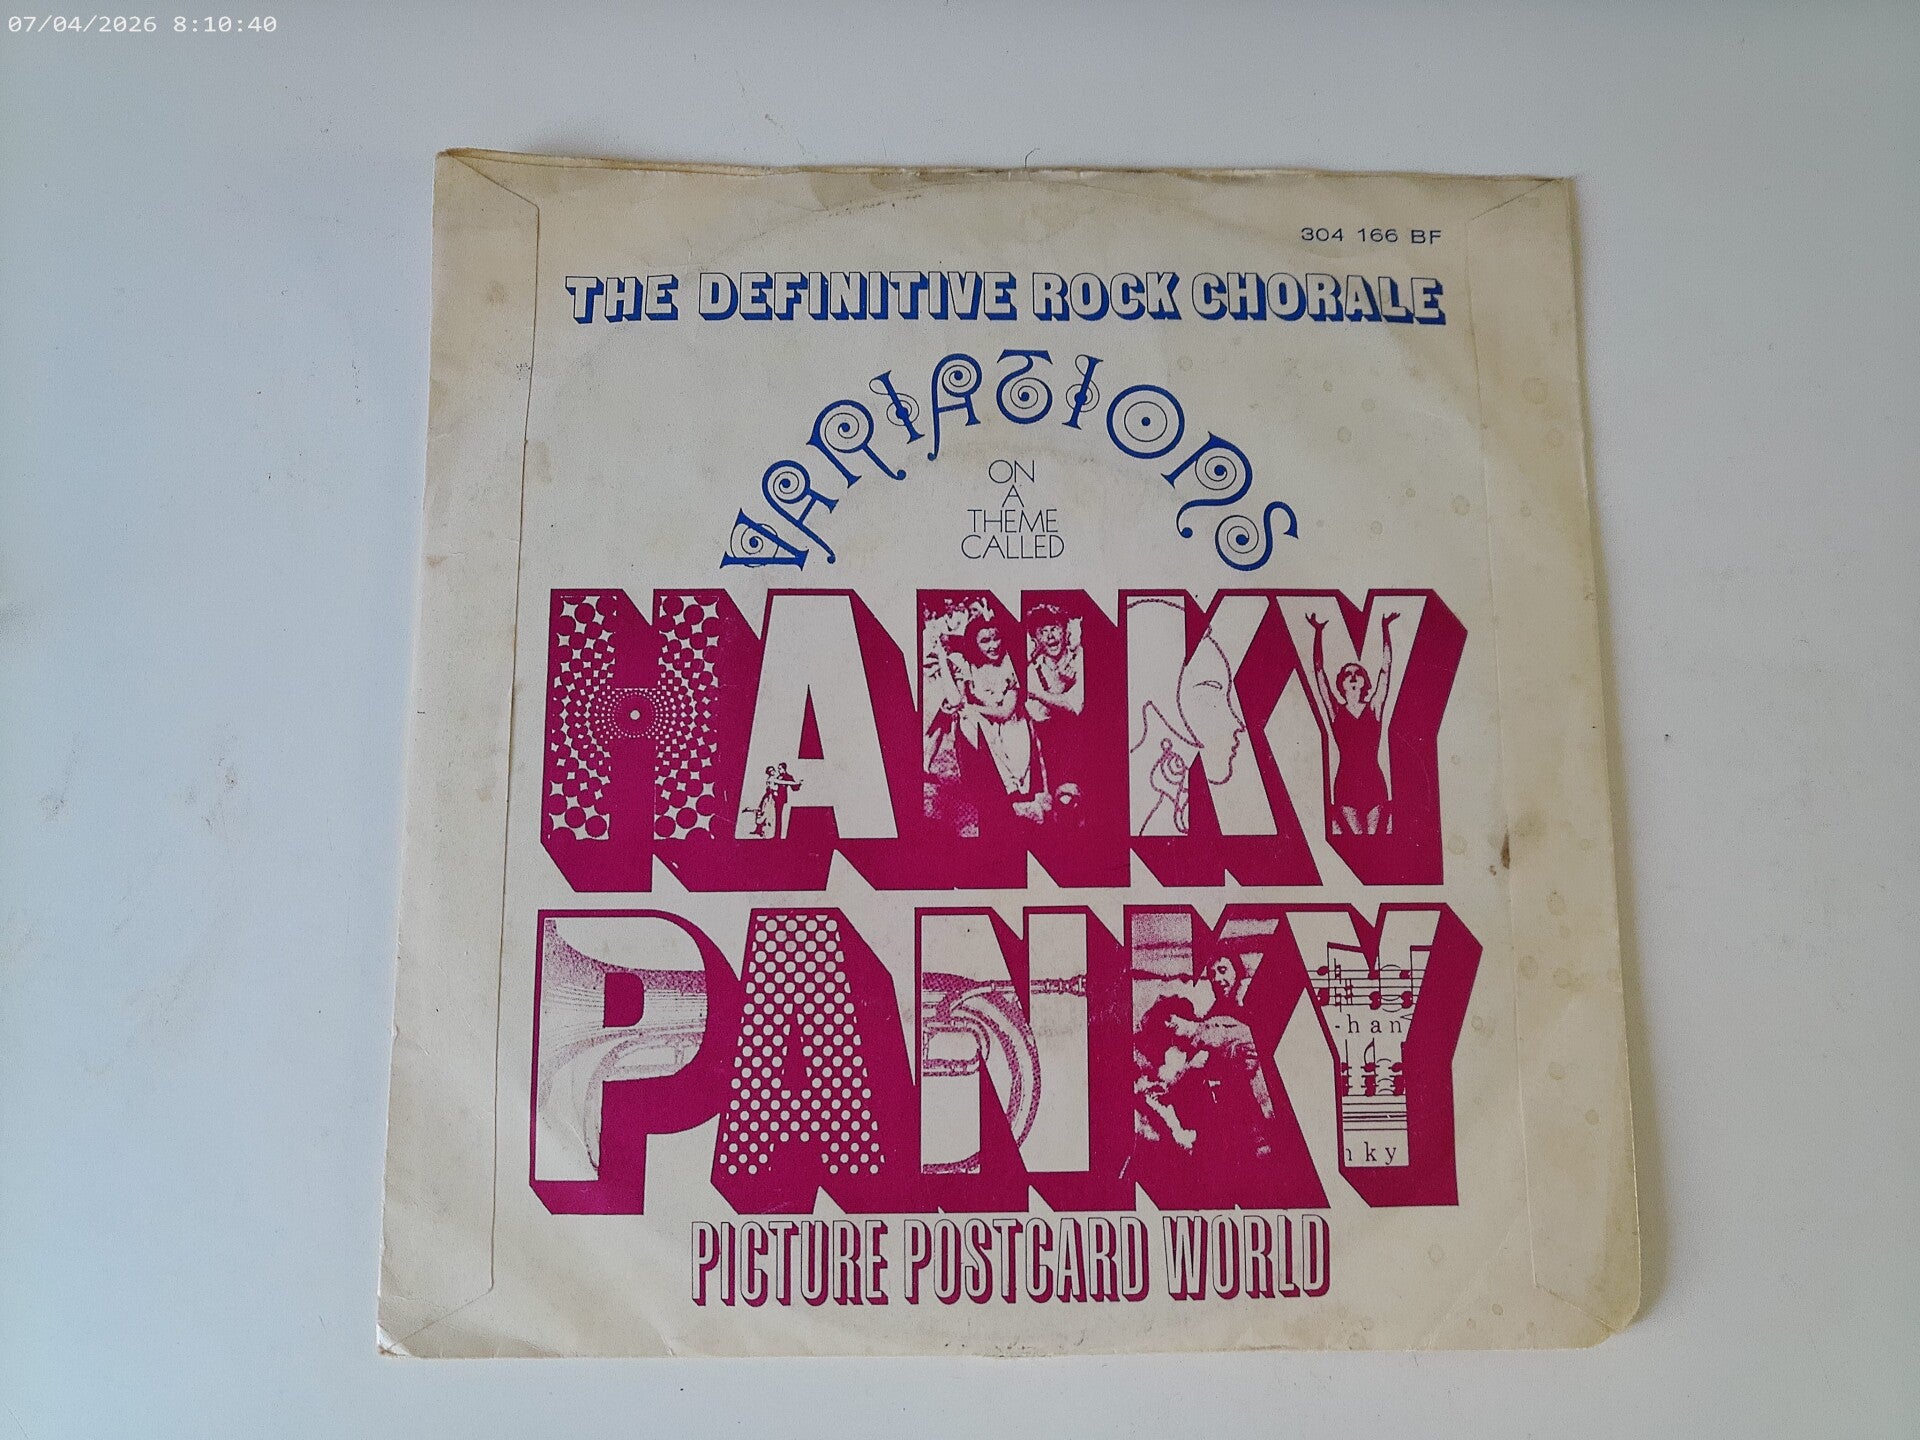 07/04/2026 8:10:40
304 166 BF
THE DEFINITIVE ROCK CHORALE
VARIATIONS
ON
A
THEME
CALLED
HANKY
PANKY
-han
nky
PICTURE POSTCARD WORLD